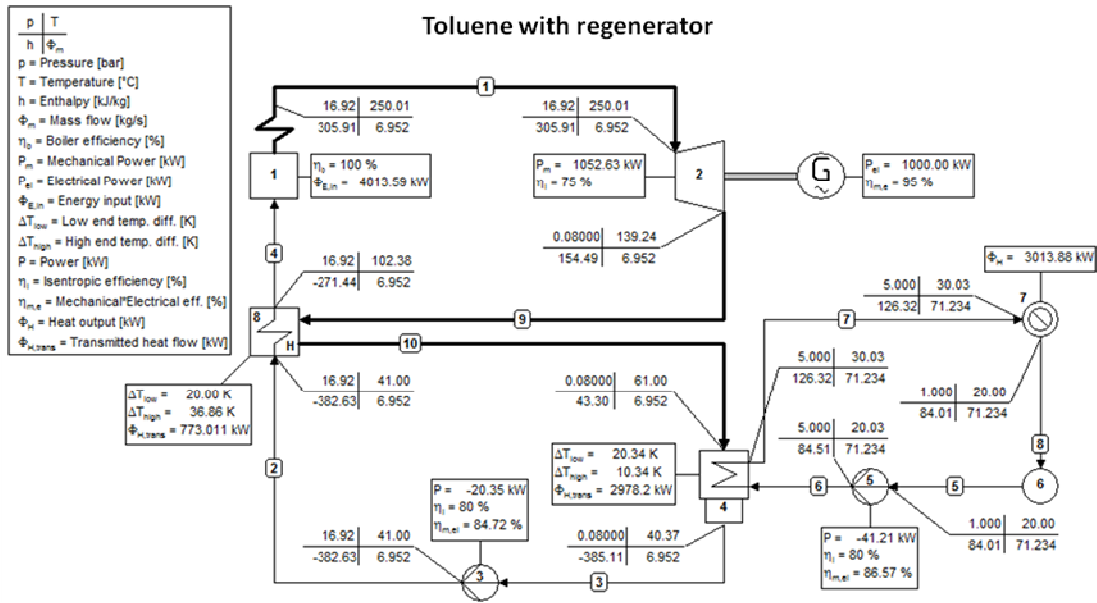 Toluene with regenerator
p | T
h | Φm
p = Pressure [bar]
T = Temperature [°C]
h = Enthalpy [kJ/kg]
Φm = Mass flow [kg/s]
ηb = Boiler efficiency [%]
Pm = Mechanical Power [kW]
Pel = Electrical Power [kW]
ΦE,in = Energy input [kW]
ΔTlow = Low end temp. diff. [K]
ΔThigh = High end temp. diff. [K]
P = Power [kW]
ηi = Isentropic efficiency [%]
ηm,e = Mechanical*Electrical eff. [%]
ΦH = Heat output [kW]
ΦH,trans = Transmitted heat flow [kW]
1
16.92 | 250.01
305.91 | 6.952
16.92 | 250.01
305.91 | 6.952
1
ηb = 100 %
ΦE,in = 4013.59 kW
Pm = 1052.63 kW
ηi = 75 %
2
G
Pel = 1000.00 kW
ηm,e = 95 %
4
0.08000 | 139.24
154.49 | 6.952
16.92 | 102.38
-271.44 | 6.952
8
H
9
10
ΦH = 3013.88 kW
5.000 | 30.03
126.32 | 71.234
7
7
16.92 | 41.00
-382.63 | 6.952
0.08000 | 61.00
43.30 | 6.952
5.000 | 30.03
126.32 | 71.234
1.000 | 20.00
84.01 | 71.234
ΔTlow = 20.00 K
ΔThigh = 36.86 K
ΦH,trans = 773.011 kW
5.000 | 20.03
84.51 | 71.234
8
ΔTlow = 20.34 K
ΔThigh = 10.34 K
ΦH,trans = 2978.2 kW
2
4
6
5
5
6
P = -20.35 kW
ηi = 80 %
ηm,el = 84.72 %
1.000 | 20.00
84.01 | 71.234
16.92 | 41.00
-382.63 | 6.952
0.08000 | 40.37
-385.11 | 6.952
P = -41.21 kW
ηi = 80 %
ηm,el = 86.57 %
3
3